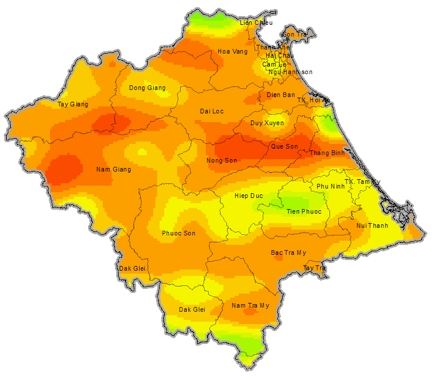 Lien Chieu
Son Tra
Thanh Khe
Hoa Vang
Hai Chau
Cam Le
Ngu Hanh son
Dong Giang
Dien Ban
Tay Giang
Dai Loc
Duy Xuyen
Que Son
Thang Binh
Nong Son
Nam Giang
TX. Tam Ky
Phu Ninh
Hiep Duc
Tien Phuoc
Nui Thanh
Phuoc Son
Bac Tra My
Dak Glei
Tay Tra
Nam Tra My
Dak Glei